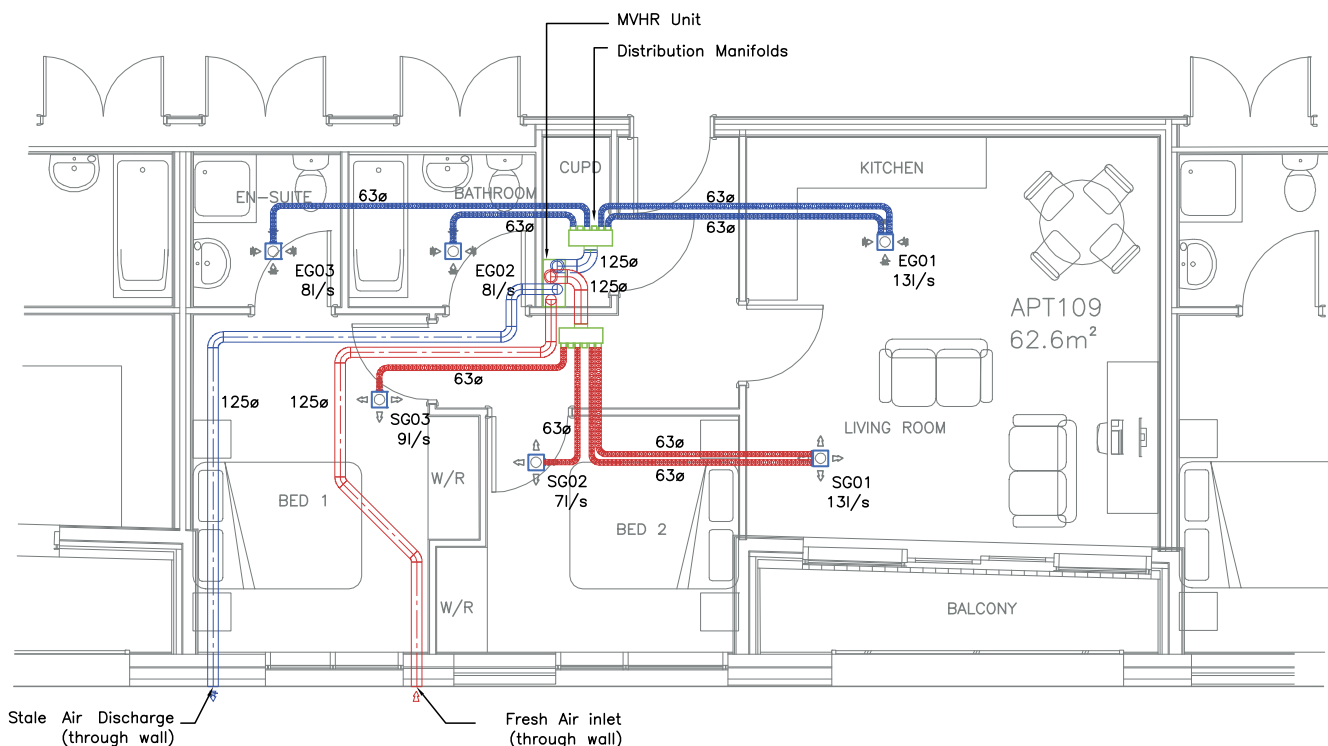 MVHR Unit
Distribution Manifolds
CUPD
KITCHEN
EN-SUITE
BATHROOM
63ø
63ø
63ø
63ø
EG03
8l/s
EG02
8l/s
125ø
125ø
EG01
13l/s
APT109
62.6m²
63ø
125ø
125ø
SG03
9l/s
63ø
LIVING ROOM
63ø
63ø
W/R
SG02
7l/s
SG01
13l/s
BED 1
BED 2
W/R
BALCONY
Stale Air Discharge
(through wall)
Fresh Air inlet
(through wall)